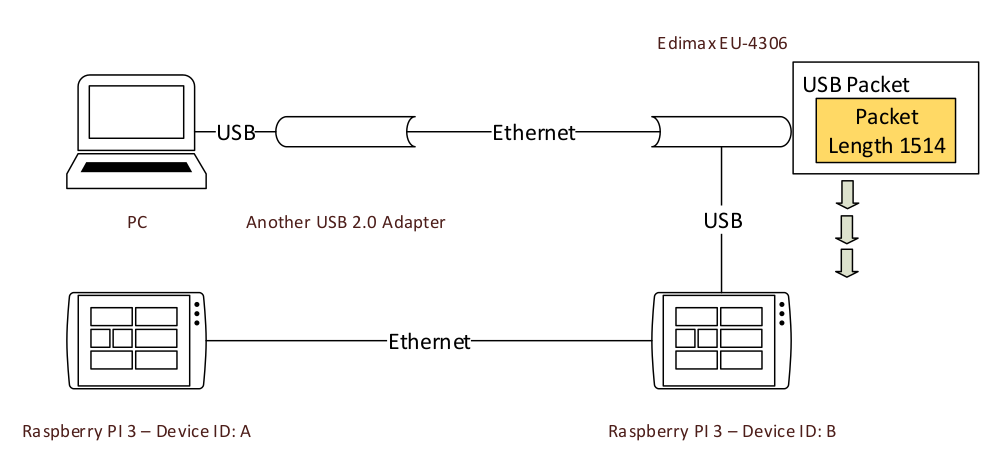 Edimax EU-4306
USB Packet
Packet
Length 1514
USB
Ethernet
PC
Another USB 2.0 Adapter
USB
Ethernet
Raspberry PI 3 – Device ID: A
Raspberry PI 3 – Device ID: B